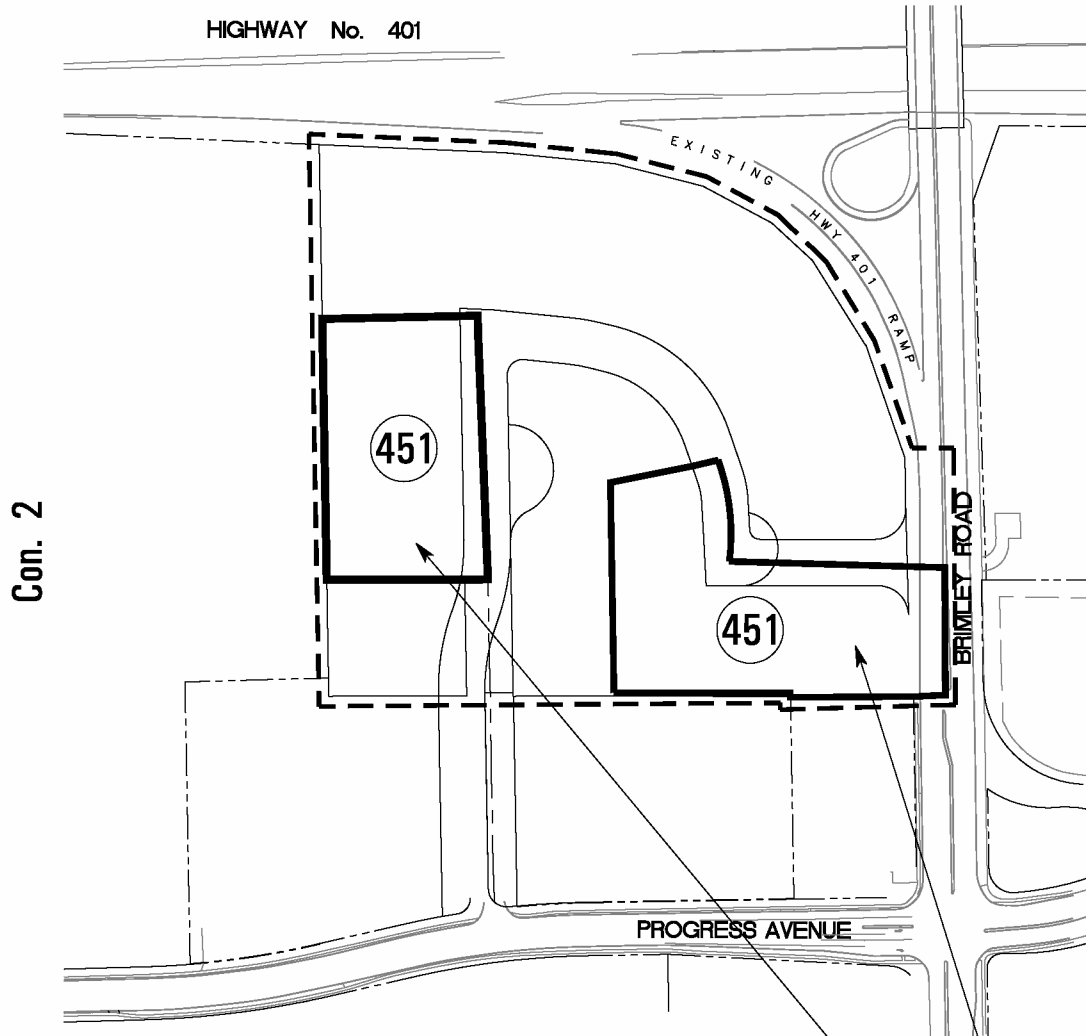 HIGHWAY No. 401
EXISTING HWY 401 RAMP
451
451
Con. 2
BRIMLEY ROAD
PROGRESS AVENUE